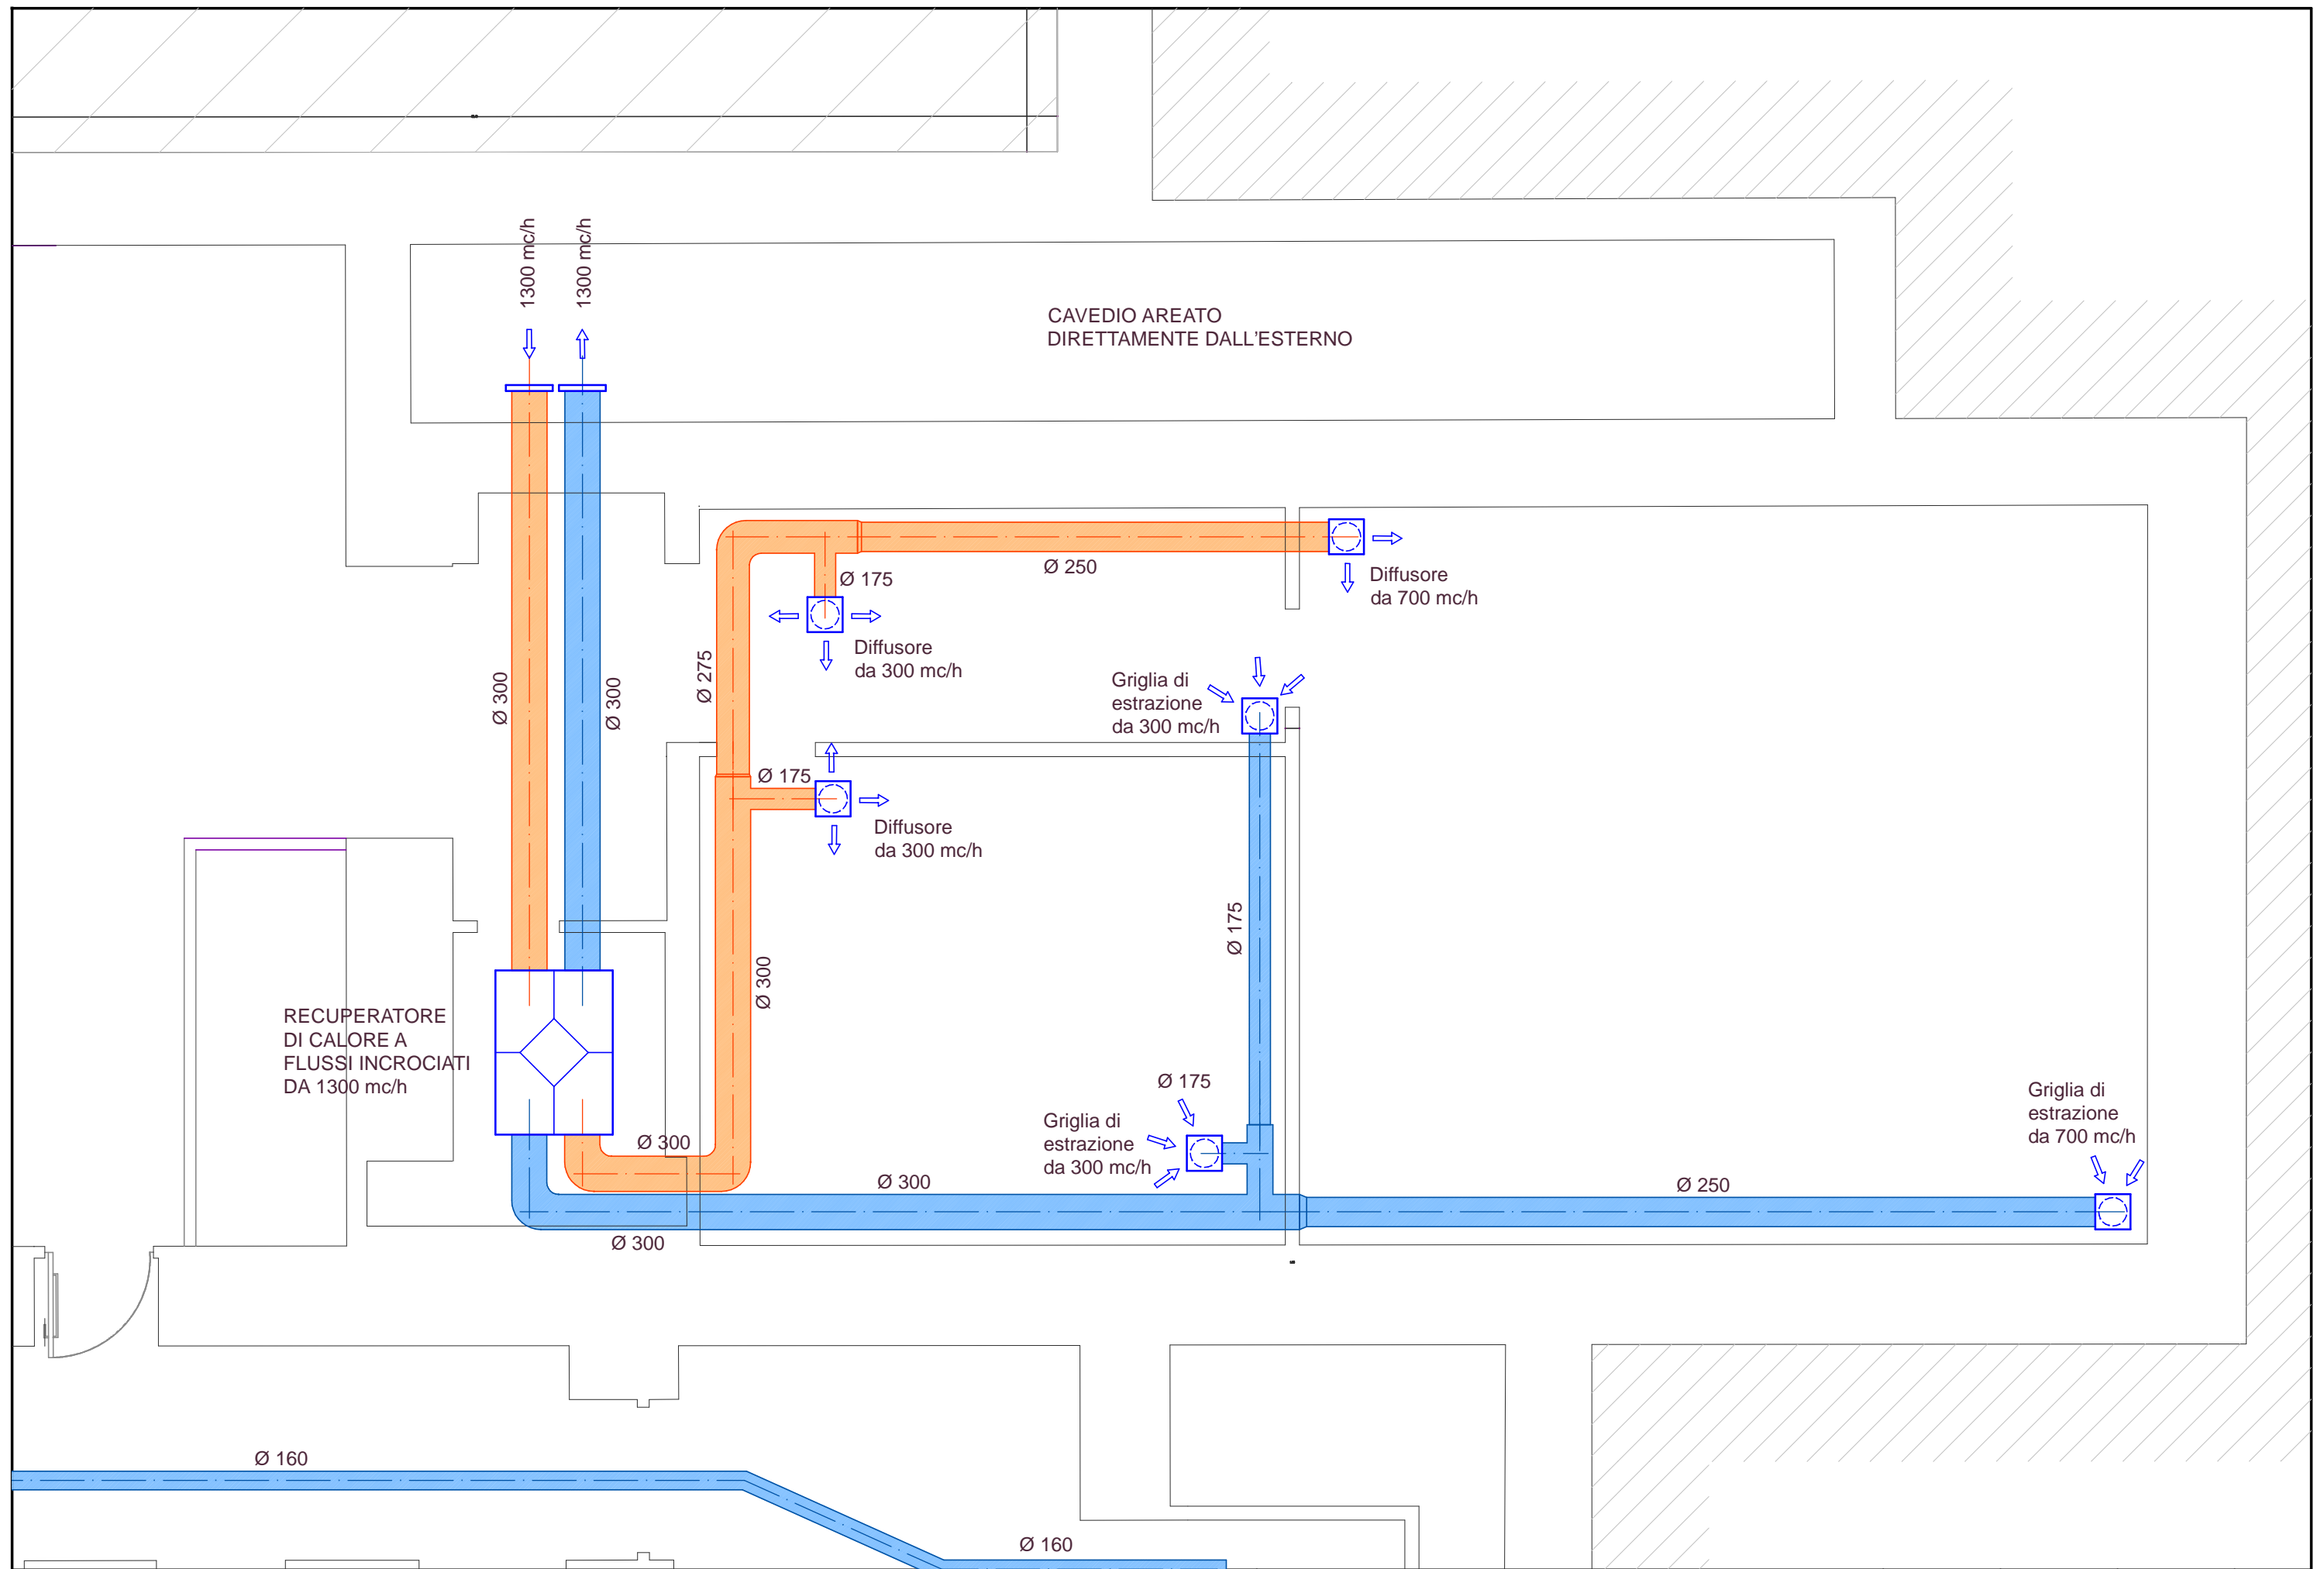 1300 mc/h
1300 mc/h
CAVEDIO AREATO
DIRETTAMENTE DALL'ESTERNO
Ø 250
Ø 175
Diffusore
da 700 mc/h
Diffusore
da 300 mc/h
Ø 300
Ø 300
Ø 275
Griglia di
estrazione
da 300 mc/h
Ø 175
Diffusore
da 300 mc/h
Ø 175
Ø 300
RECUPERATORE
DI CALORE A
FLUSSI INCROCIATI
DA 1300 mc/h
Ø 175
Griglia di
estrazione
da 300 mc/h
Griglia di
estrazione
da 700 mc/h
Ø 300
Ø 300
Ø 250
Ø 300
Ø 160
Ø 160